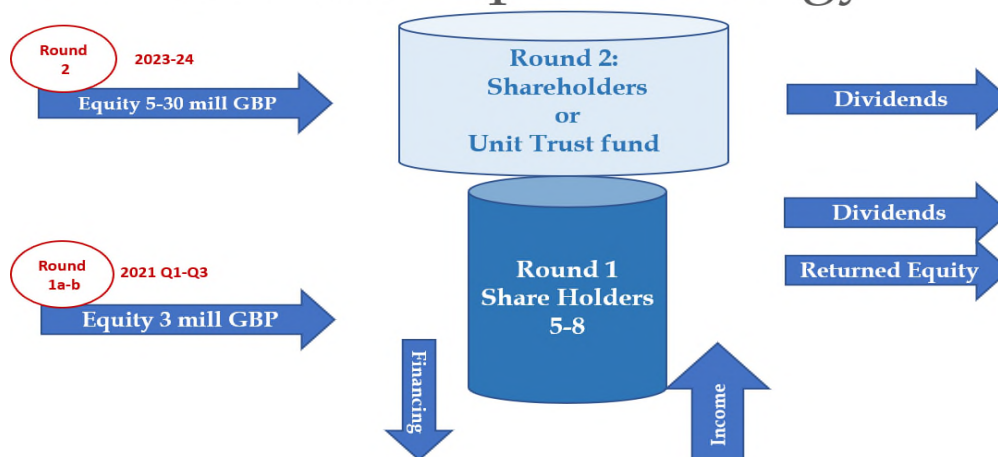 Round
2
2023-24
Equity 5-30 mill GBP
Round 2:
Shareholders
or
Unit Trust fund
Dividends
Dividends
Returned Equity
Round
1a-b
2021 Q1-Q3
Equity 3 mill GBP
Round 1
Share Holders
5-8
Financing
Income